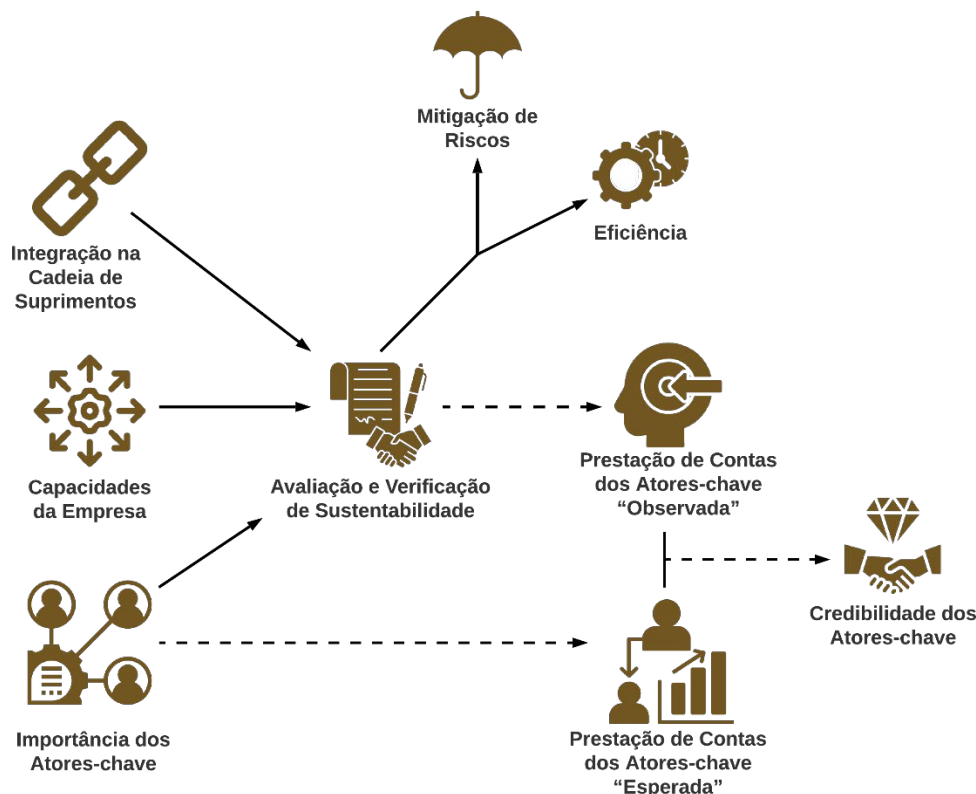 Mitigação de
Riscos
Eficiência
Integração na
Cadeia de
Suprimentos
Capacidades
da Empresa
Avaliação e Verificação
de Sustentabilidade
Prestação de Contas
dos Atores-chave
“Observada”
Credibilidade dos
Atores-chave
Importância dos
Atores-chave
Prestação de Contas
dos Atores-chave
“Esperada”